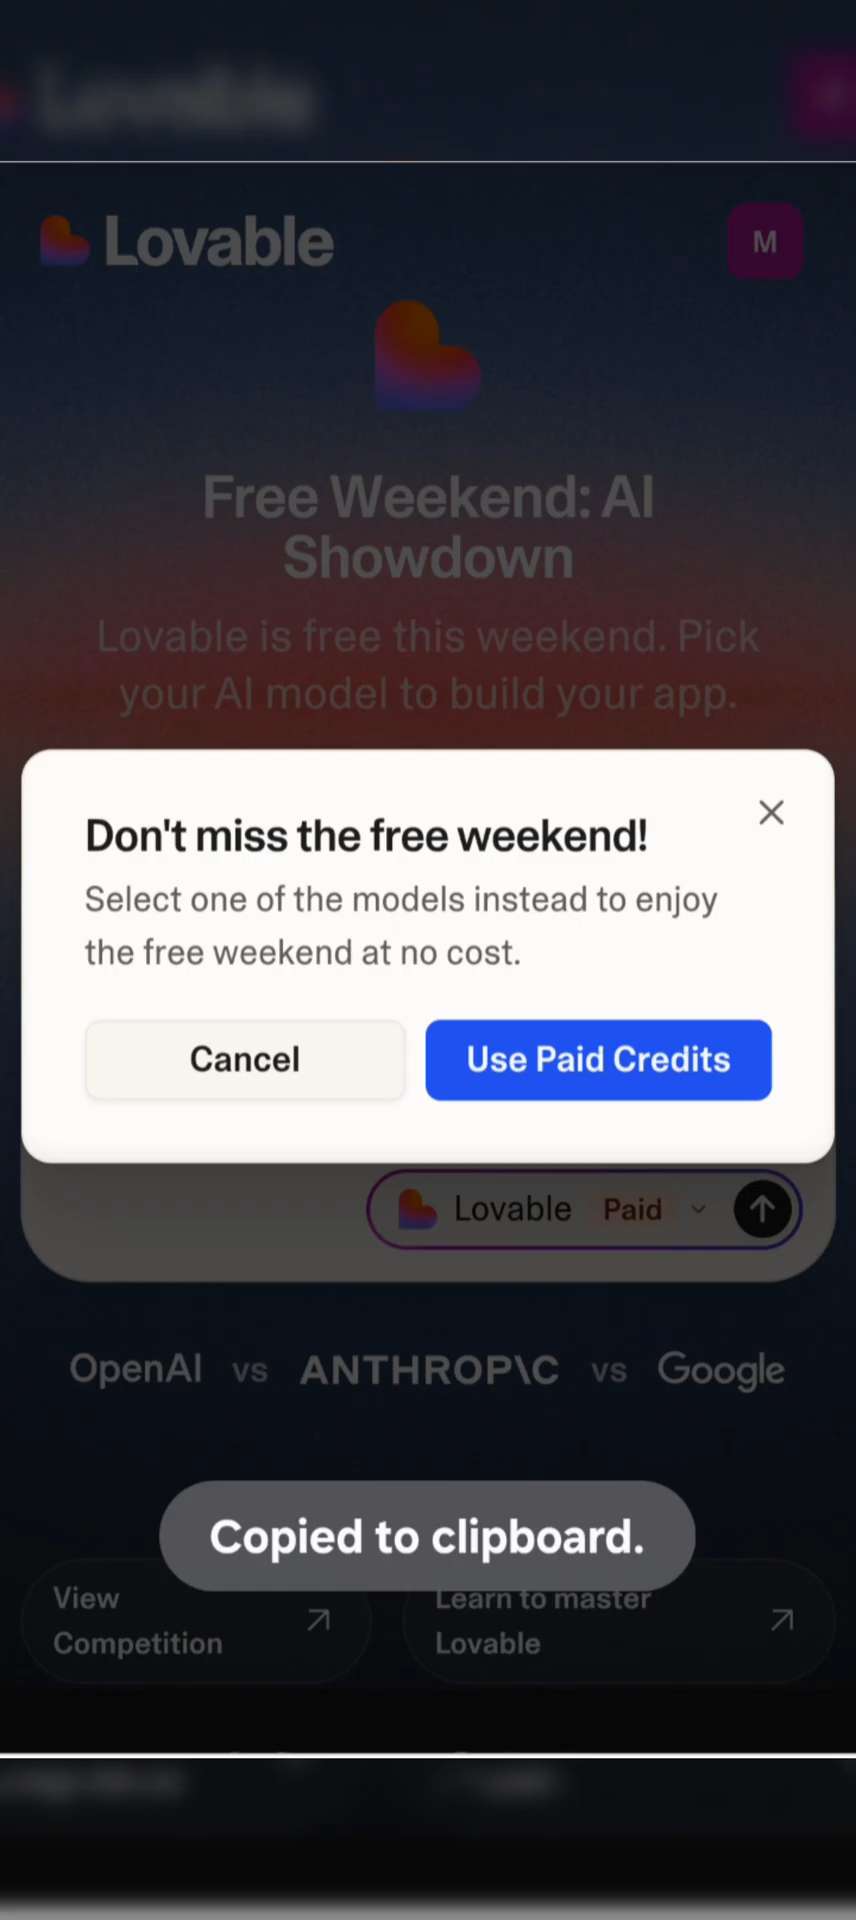 Lovable
Lovable
M
Free Weekend: AI
Showdown
Lovable is free this weekend. Pick
your AI model to build your app.
Don't miss the free weekend!
Select one of the models instead to enjoy
the free weekend at no cost.
Cancel
Use Paid Credits
Lovable Paid
OpenAI vs ANTHROP\C vs Google
Copied to clipboard.
View
Competition
Learn to master
Lovable